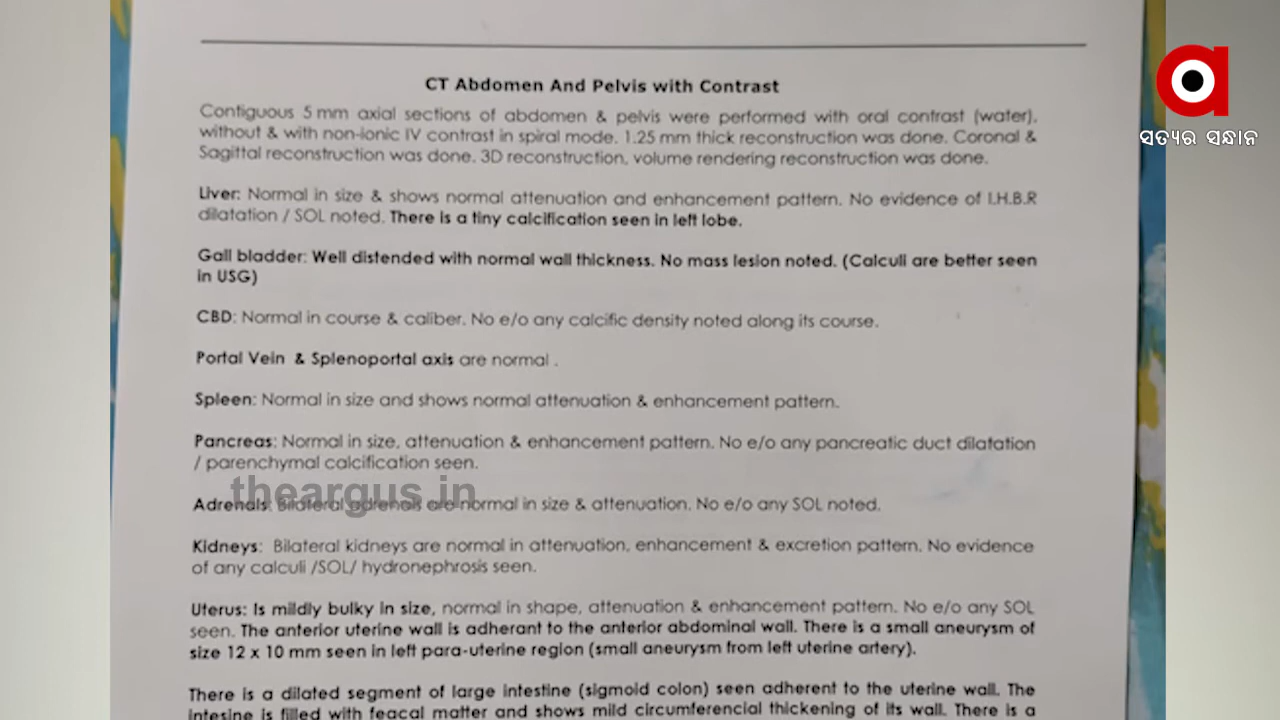 CT Abdomen And Pelvis with Contrast
Contiguous 5 mm axial sections of abdomen & pelvis were performed with oral contrast (water),
without & with non-ionic IV contrast in spiral mode. 1.25 mm thick reconstruction was done. Coronal &
Sagittal reconstruction was done. 3D reconstruction, volume rendering reconstruction was done.
Liver: Normal in size & shows normal attenuation and enhancement pattern. No evidence of I.H.B.R
dilatation / SOL noted. There is a tiny calcification seen in left lobe.
Gall bladder: Well distended with normal wall thickness. No mass lesion noted. (Calculi are better seen
in USG)
CBD: Normal in course & caliber. No e/o any calcific density noted along its course.
Portal Vein & Splenoportal axis are normal .
Spleen: Normal in size and shows normal attenuation & enhancement pattern.
Pancreas: Normal in size, attenuation & enhancement pattern. No e/o any pancreatic duct dilatation
/ parenchymal calcification seen.
Adrenals: Bilateral adrenals are normal in size & attenuation. No e/o any SOL noted.
Kidneys: Bilateral kidneys are normal in attenuation, enhancement & excretion pattern. No evidence
of any calculi /SOL/ hydronephrosis seen.
Uterus: Is mildly bulky in size, normal in shape, attenuation & enhancement pattern. No e/o any SOL
seen. The anterior uterine wall is adherant to the anterior abdominal wall. There is a small aneurysm of
size 12 x 10 mm seen in left para-uterine region (small aneurysm from left uterine artery).
There is a dilated segment of large intestine (sigmoid colon) seen adherent to the uterine wall. The
intesine is filled with feacal matter and shows mild circumferencial thickening of its wall. There is a
theargus.in
a
ସତ୍ୟର ସନ୍ଧାନ